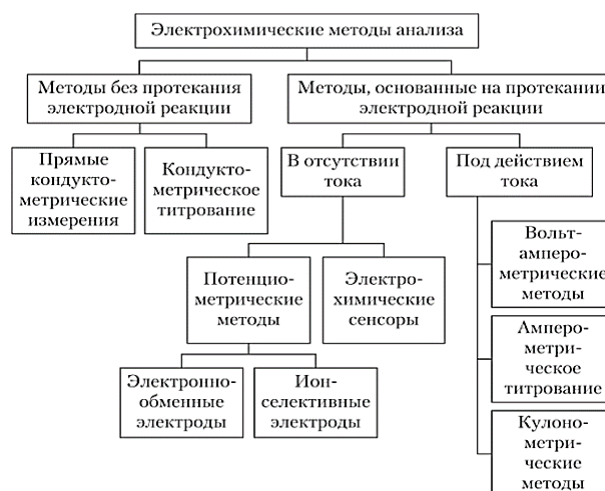 Электрохимические методы анализа
Методы без протекания
электродной реакции
Методы, основанные на протекании
электродной реакции
Прямые
кондукто-
метрические
измерения
Кондукто-
метрическое
титрование
В отсутствии
тока
Под действием
тока
Потенцио-
метрические
методы
Электро-
химические
сенсоры
Вольт-
амперо-
метрические
методы
Электронно-
обменные
электроды
Ион-
селективные
электроды
Амперо-
метри-
ческое
титрование
Кулоно-
метри-
ческие
методы